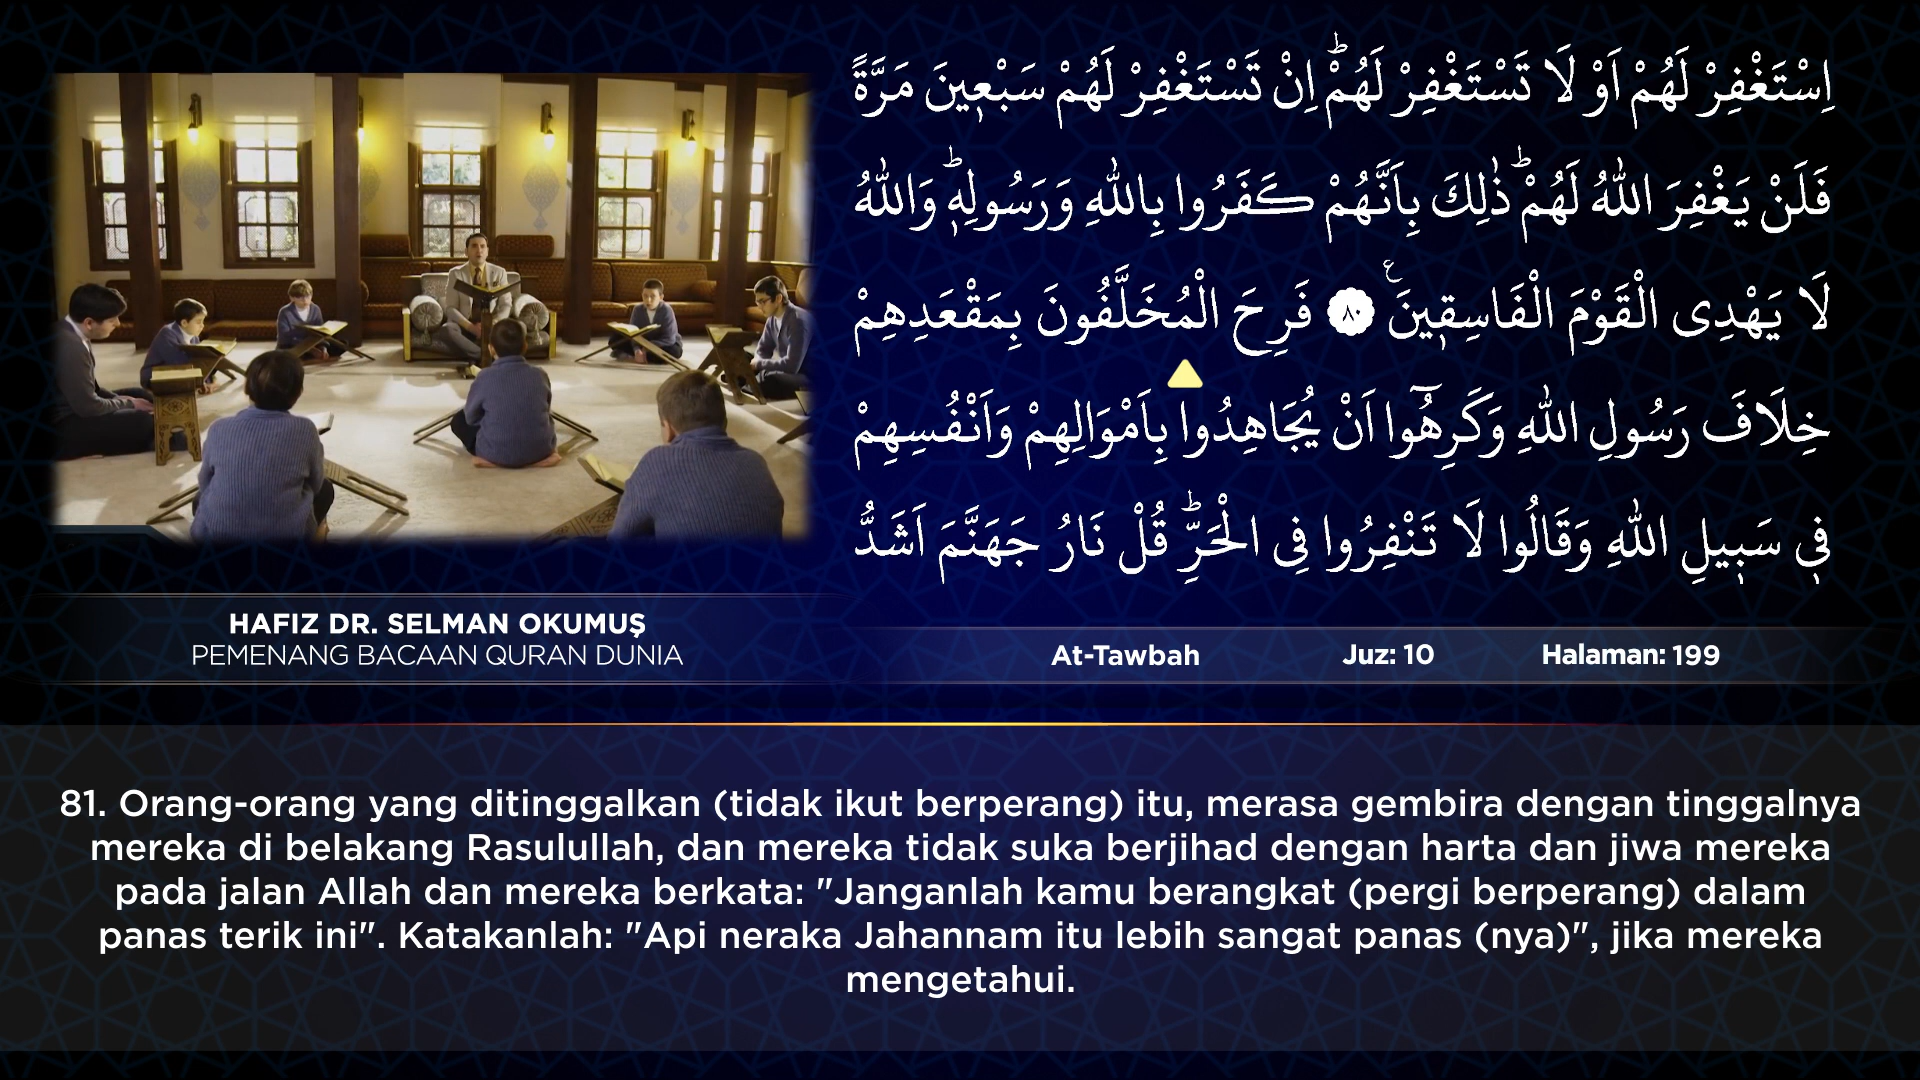 اِسْتَغْفِرْ لَهُمْ اَوْ لَا تَسْتَغْفِرْ لَهُمْۜ اِنْ تَسْتَغْفِرْ لَهُمْ سَبْع۪ينَ مَرَّةً
فَلَنْ يَغْفِرَ اللّٰهُ لَهُمْۜ ذٰلِكَ بِاَنَّهُمْ كَفَرُوا بِاللّٰهِ وَرَسُولِه۪ۜ وَاللّٰهُ
لَا يَهْدِى الْقَوْمَ الْفَاسِق۪ينَ۟ ﴿٨٠﴾ فَرِحَ الْمُخَلَّفُونَ بِمَقْعَدِهِمْ
خِلَافَ رَسُولِ اللّٰهِ وَكَرِهُٓوا اَنْ يُجَاهِدُوا بِاَمْوَالِهِمْ وَاَنْفُسِهِمْ
ف۪ي سَب۪يلِ اللّٰهِ وَقَالُوا لَا تَنْفِرُوا فِى الْحَرِّۜ قُلْ نَارُ جَهَنَّمَ اَشَدُّ
HAFIZ DR. SELMAN OKUMUŞ
PEMENANG BACAAN QURAN DUNIA
At-Tawbah Juz: 10 Halaman: 199
81. Orang-orang yang ditinggalkan (tidak ikut berperang) itu, merasa gembira dengan tinggalnya
mereka di belakang Rasulullah, dan mereka tidak suka berjihad dengan harta dan jiwa mereka
pada jalan Allah dan mereka berkata: "Janganlah kamu berangkat (pergi berperang) dalam
panas terik ini". Katakanlah: "Api neraka Jahannam itu lebih sangat panas (nya)", jika mereka
mengetahui.